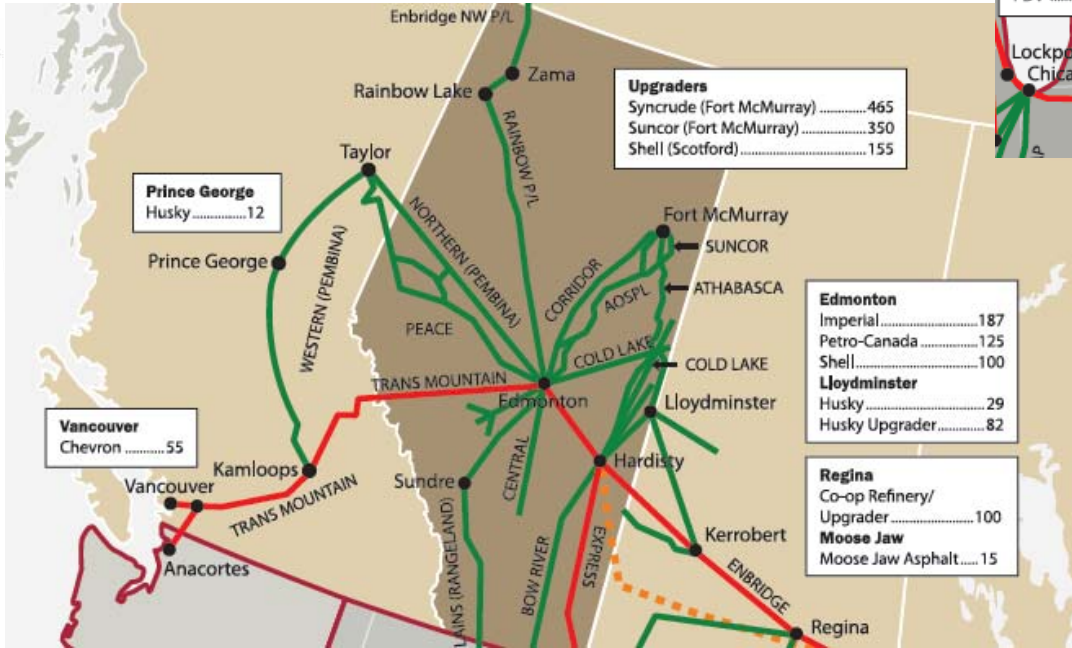 Enbridge NW P/L
Zama
Rainbow Lake
RAINBOW P/L
Upgraders
Syncrude (Fort McMurray) ............465
Suncor (Fort McMurray) ................350
Shell (Scotford) ..............................155
Lockpo
Chica
Taylor
Prince George
Husky.............12
Prince George
WESTERN (PEMBINA)
NORTHERN (PEMBINA)
PEACE
Fort McMurray
SUNCOR
CORRIDOR
AOSPL
ATHABASCA
COLD LAKE
COLD LAKE
Edmonton
Imperial.........................187
Petro-Canada ..............125
Shell...............................100
Lloydminster
Husky..............................29
Husky Upgrader............82
TRANS MOUNTAIN
Edmonton
Lloydminster
Vancouver
Chevron ..........55
Kamloops
Vancouver
TRANS MOUNTAIN
Anacortes
Sundre
CENTRAL
Hardisty
LAINS (RANGELAND)
BOW RIVER
EXPRESS
Kerrobert
ENBRIDGE
Regina
Regina
Co-op Refinery/
Upgrader .....................100
Moose Jaw
Moose Jaw Asphalt.....15